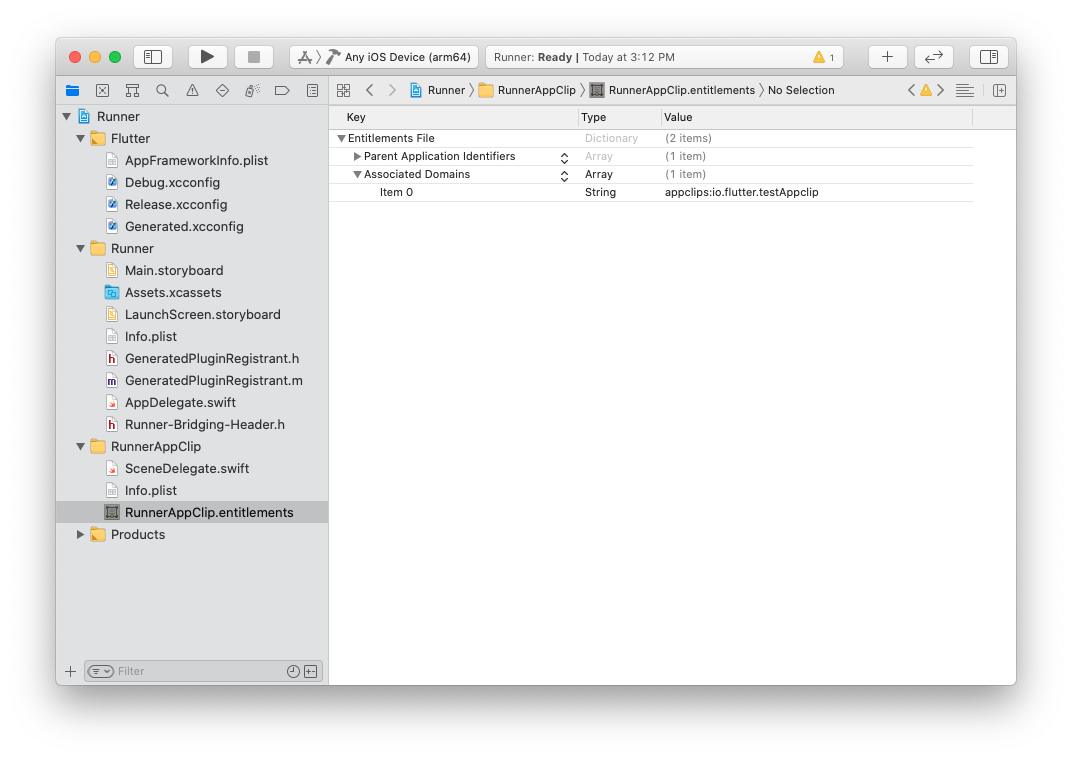 Any iOS Device (arm64)
Runner: Ready | Today at 3:12 PM
1
Runner
RunnerAppClip
RunnerAppClip.entitlements
No Selection
Runner
Flutter
AppFrameworkInfo.plist
Debug.xcconfig
Release.xcconfig
Generated.xcconfig
Runner
Main.storyboard
Assets.xcassets
LaunchScreen.storyboard
Info.plist
h GeneratedPluginRegistrant.h
m GeneratedPluginRegistrant.m
AppDelegate.swift
h Runner-Bridging-Header.h
RunnerAppClip
SceneDelegate.swift
Info.plist
RunnerAppClip.entitlements
Products
Filter
Key Type Value
Entitlements File Dictionary (2 items)
Parent Application Identifiers Array (1 item)
Associated Domains Array (1 item)
Item 0 String appclips:io.flutter.testAppclip